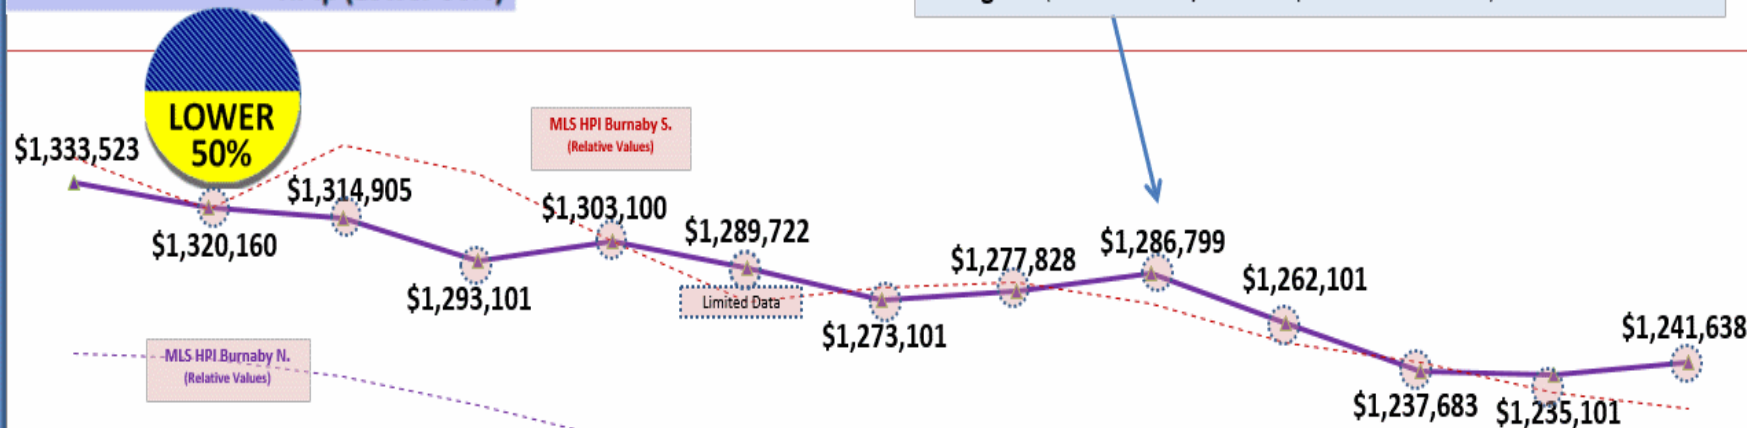 LOWER
50%
MLS HPI Burnaby S.
(Relative Values)
$1,333,523
$1,314,905
$1,303,100
$1,289,722
$1,286,799
$1,320,160
$1,277,828
$1,262,101
$1,293,101
Limited Data
$1,273,101
$1,241,638
MLS HPI Burnaby N.
(Relative Values)
$1,237,683
$1,235,101